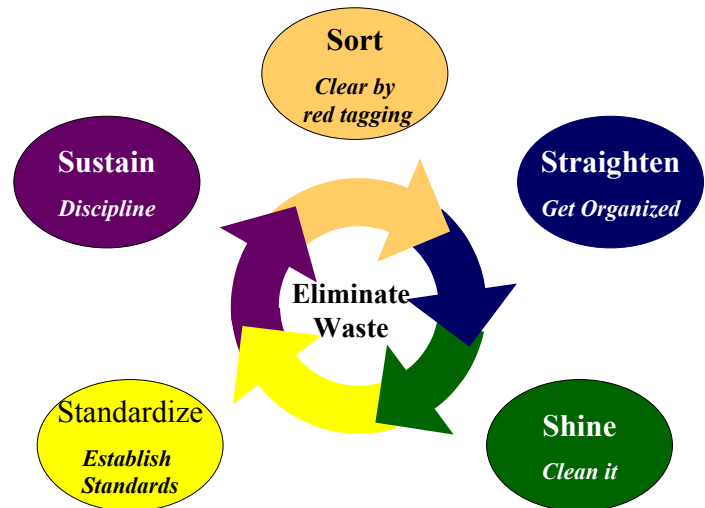 Sort
Clear by
red tagging
Straighten
Get Organized
Shine
Clean it
Standardize
Establish
Standards
Sustain
Discipline
Eliminate
Waste